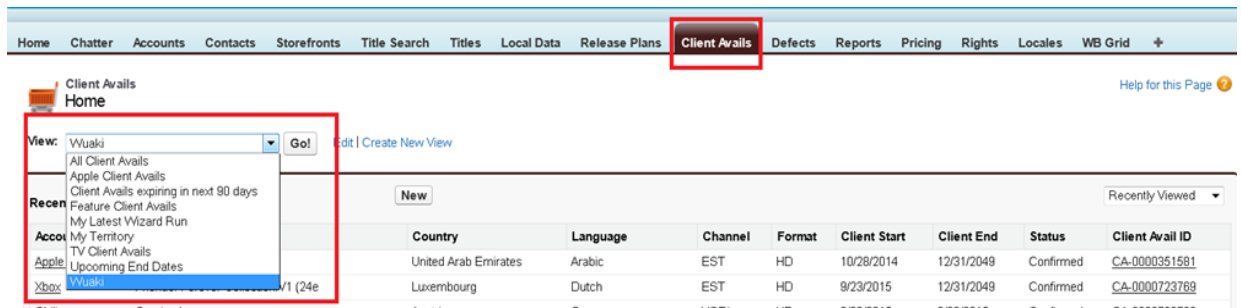 Home Chatter Accounts Contacts Storefronts Title Search Titles Local Data Release Plans Client Avails Defects Reports Pricing Rights Locales WB Grid +
Client Avails
Home
Help for this Page
View: Wuaki Go! Edit | Create New View
All Client Avails
Apple Client Avails
Client Avails expiring in next 90 days
Feature Client Avails
My Latest Wizard Run
My Territory
TV Client Avails
Upcoming End Dates
Wuaki
Recen New Recently Viewed
Accou Country Language Channel Format Client Start Client End Status Client Avail ID
Apple United Arab Emirates Arabic EST HD 10/28/2014 12/31/2049 Confirmed CA-0000351581
Xbox V1 (24e Luxembourg Dutch EST HD 9/23/2015 12/31/2049 Confirmed CA-0000723769